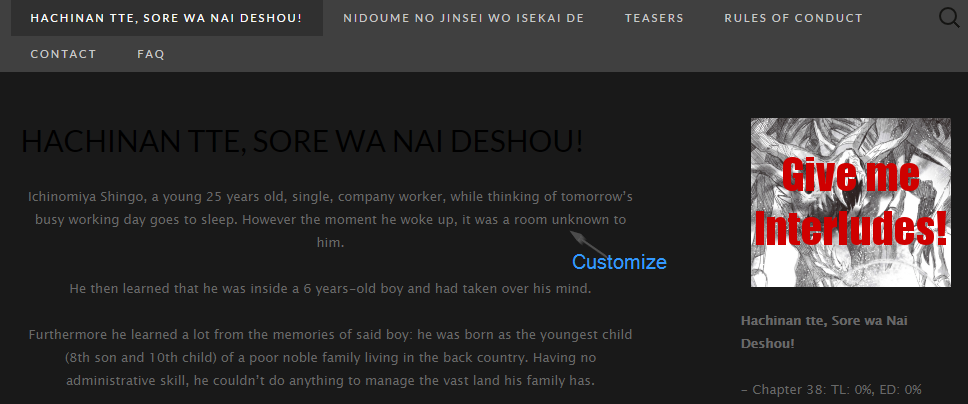 HACHINAN TTE, SORE WA NAI DESHOU! NIDOUME NO JINSEI WO ISEKAI DE TEASERS RULES OF CONDUCT
CONTACT FAQ
HACHINAN TTE, SORE WA NAI DESHOU!
Ichinomiya Shingo, a young 25 years old, single, company worker, while thinking of tomorrow's
busy working day goes to sleep. However the moment he woke up, it was a room unknown to
him.
Customize
He then learned that he was inside a 6 years-old boy and had taken over his mind.
Furthermore he learned a lot from the memories of said boy: he was born as the youngest child
(8th son and 10th child) of a poor noble family living in the back country. Having no
administrative skill, he couldn't do anything to manage the vast land his family has.
Give me
Interludes!
Hachinan tte, Sore wa Nai
Deshou!
– Chapter 38: TL: 0%, ED: 0%